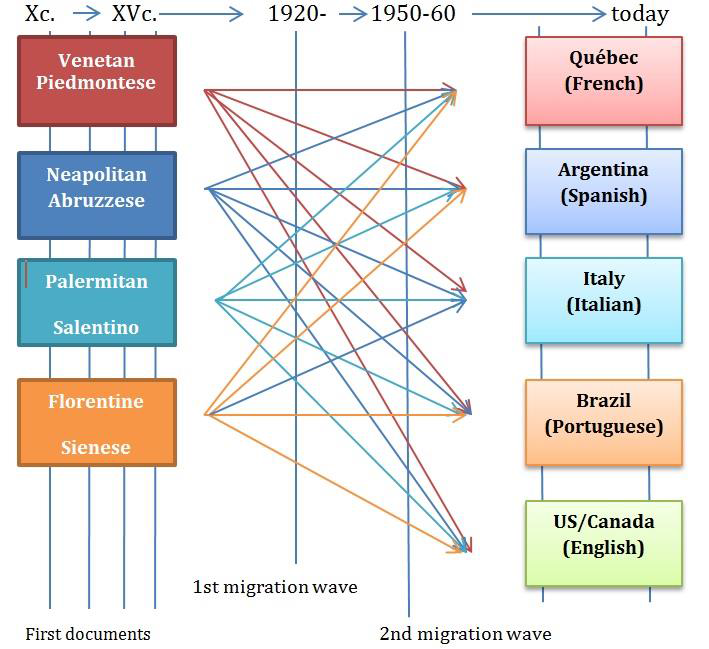 Xc. XVc. 1920- 1950-60 today
Venetan
Piedmontese
Neapolitan
Abruzzese
Palermitan
Salentino
Florentine
Sienese
Québec
(French)
Argentina
(Spanish)
Italy
(Italian)
Brazil
(Portuguese)
US/Canada
(English)
1st migration wave
First documents
2nd migration wave